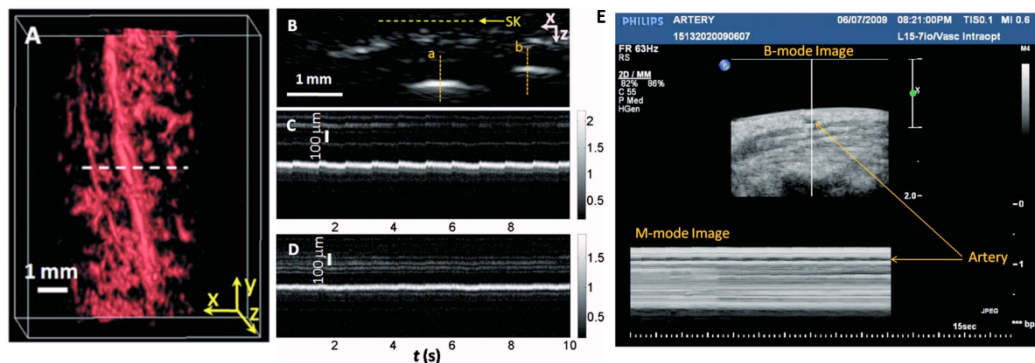 A
1 mm
x
y
z
B
SK
x
z
a
b
1 mm
C
100 µm
2
1.5
1
0.5
2 4 6 8
D
100 µm
1.5
1
0.5
2 4 6 8 10
t (s)
E
PHILIPS ARTERY 06/07/2009 08:21:00PM TIS0.1 MI 0.6
15132020090607 L15-7io/Vasc Intraopt
FR 63Hz
RS
B-mode Image
M4
2D / MM
82% 86%
C 55
P Med
HGen
x
2.0
0
M-mode Image
Artery
1
JPEG
15sec
*** bp